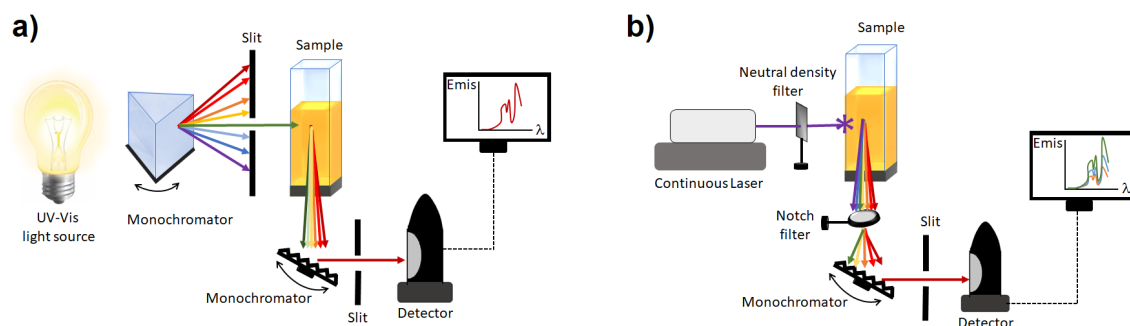 a)
Slit
Sample
Emis
λ
UV-Vis
light source
Monochromator
Monochromator
Slit
Detector
b)
Sample
Neutral density
filter
Continuous Laser
Emis
λ
Notch
filter
Slit
Monochromator
Detector